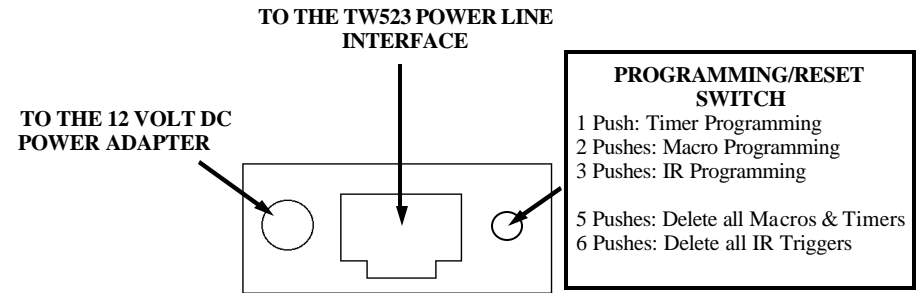 TO THE TW523 POWER LINE
INTERFACE
TO THE 12 VOLT DC
POWER ADAPTER
PROGRAMMING/RESET
SWITCH
1 Push: Timer Programming
2 Pushes: Macro Programming
3 Pushes: IR Programming
5 Pushes: Delete all Macros & Timers
6 Pushes: Delete all IR Triggers